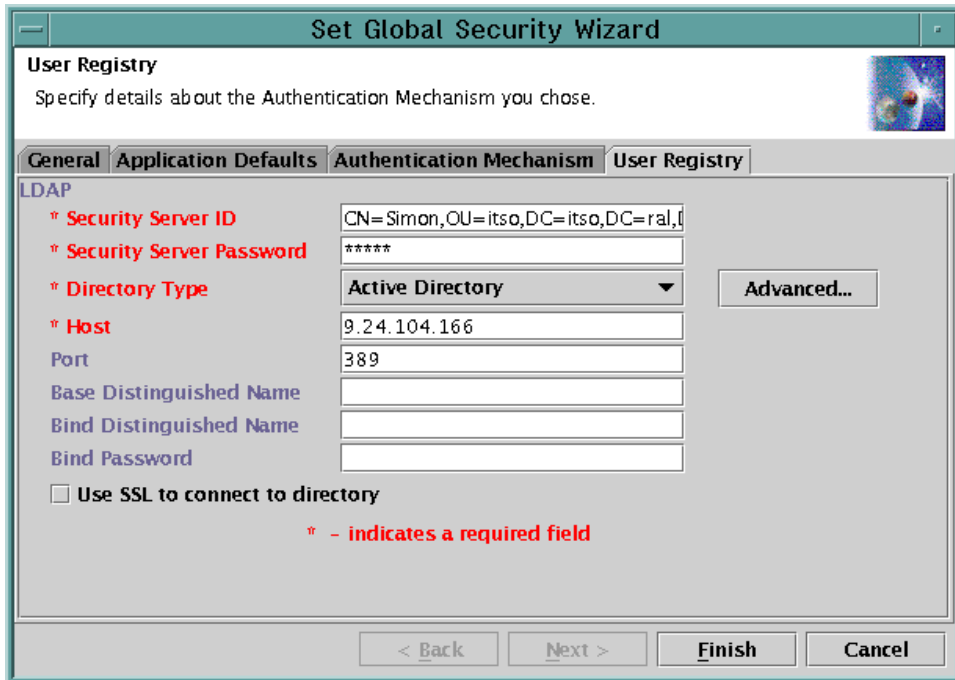 Set Global Security Wizard
User Registry
Specify details about the Authentication Mechanism you chose.
General Application Defaults Authentication Mechanism User Registry
LDAP
* Security Server ID CN=Simon,OU=itso,DC=itso,DC=ral,
* Security Server Password *****
* Directory Type Active Directory Advanced...
* Host 9.24.104.166
Port 389
Base Distinguished Name
Bind Distinguished Name
Bind Password
Use SSL to connect to directory
* - indicates a required field
< Back Next > Finish Cancel